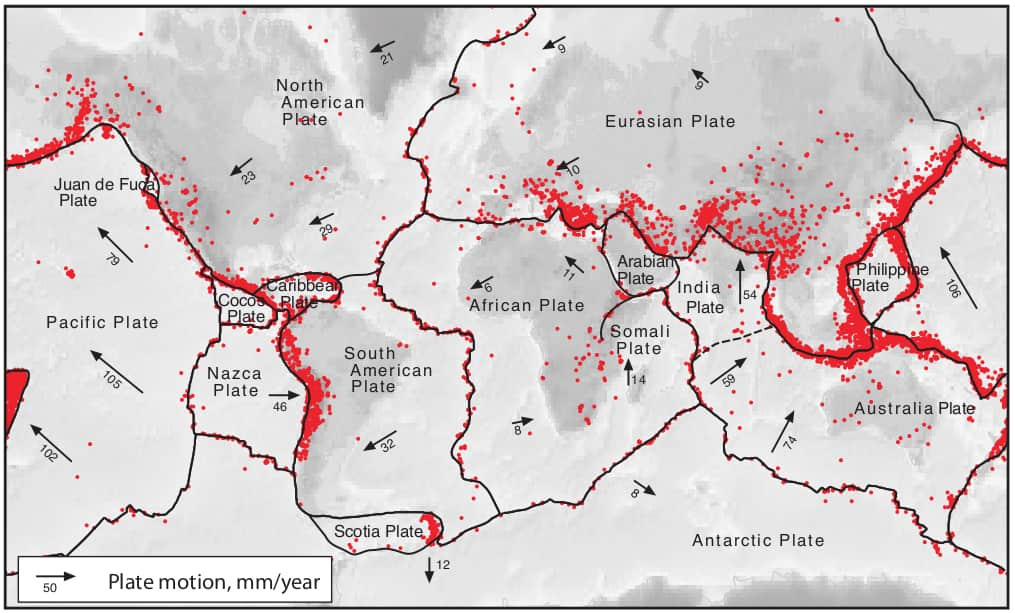 21
9
9
North
American
Plate
Eurasian Plate
10
23
Juan de Fuca
Plate
29
79
11
Arabian
Plate
Philippine
Plate
6
Caribbean
Plate
Cocos
Plate
India
Plate
54
106
African Plate
Pacific Plate
Somali
Plate
South
American
Plate
Nazca
Plate
105
14
59
46
Australia Plate
8
32
74
102
8
Scotia Plate
Antarctic Plate
12
50
Plate motion, mm/year